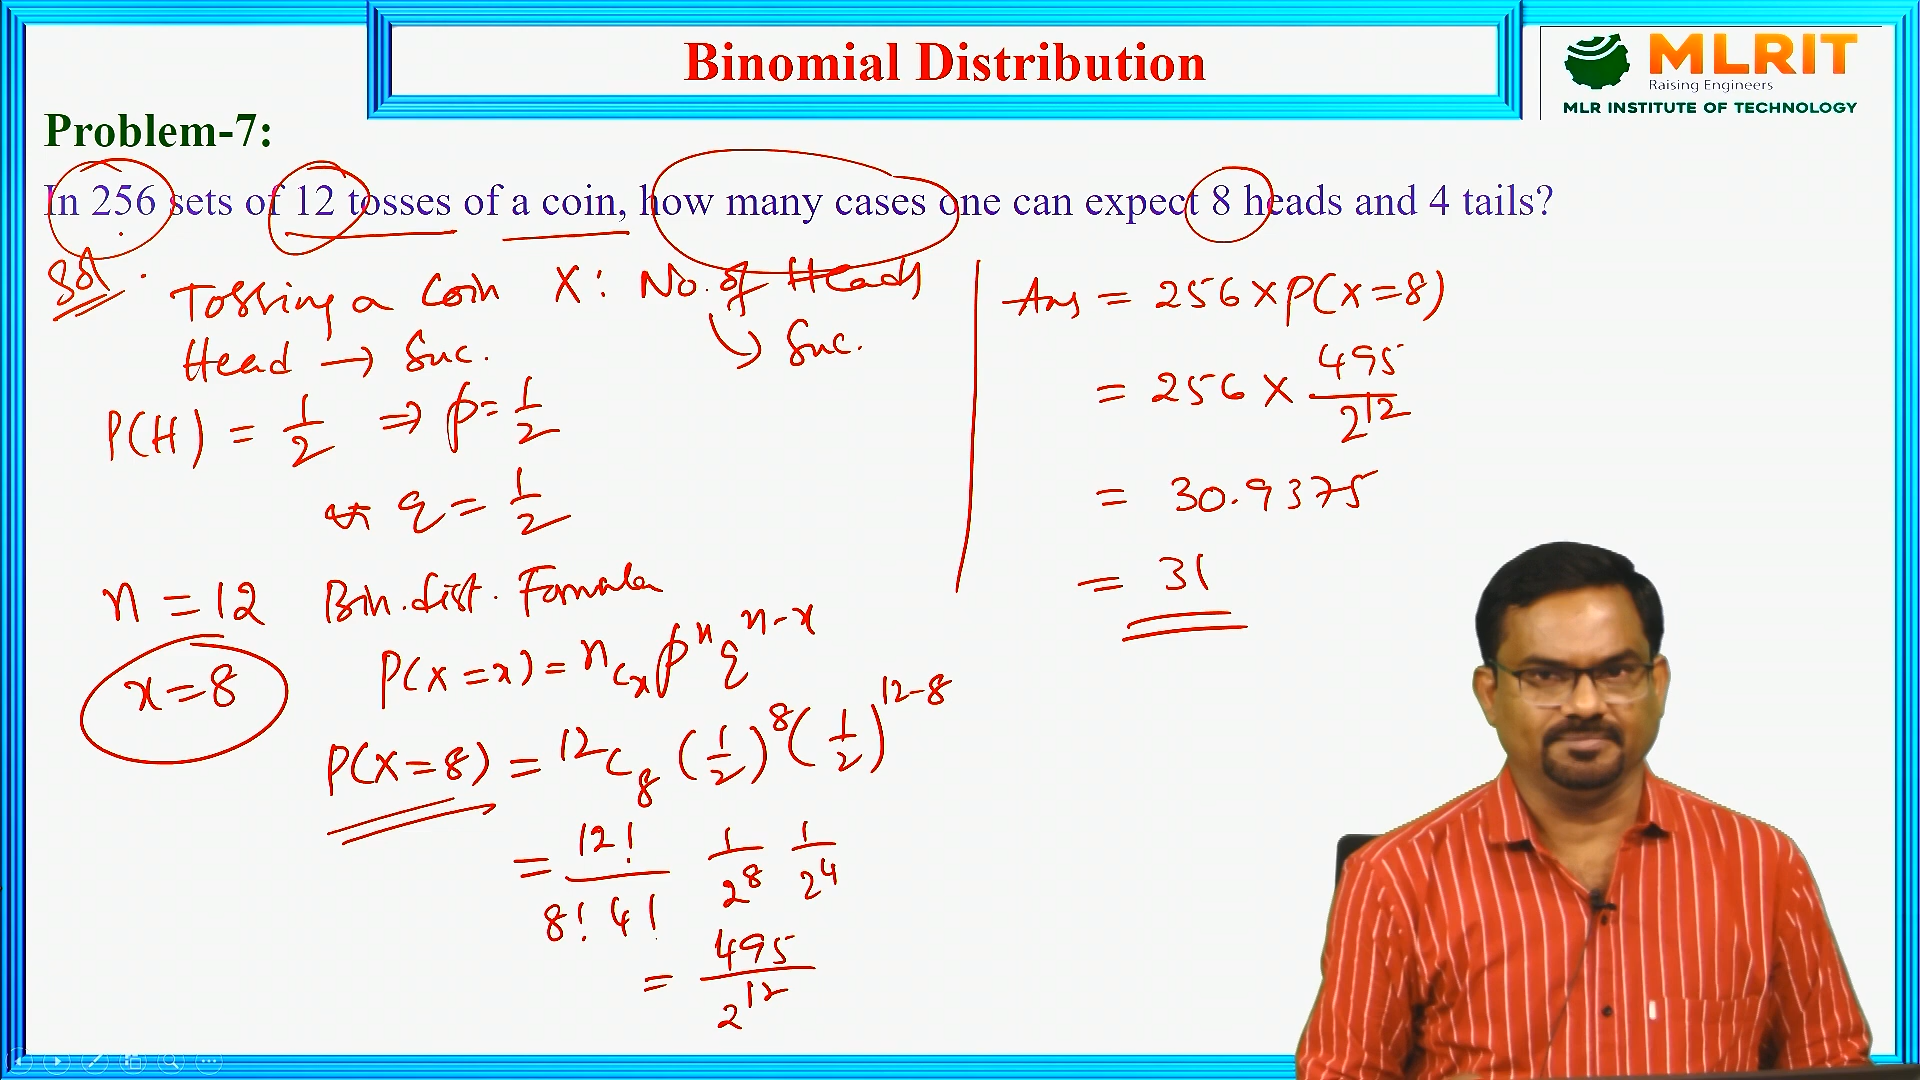 Binomial Distribution
MLRIT
Raising Engineers
MLR INSTITUTE OF TECHNOLOGY
Problem-7:
In 256 sets of 12 tosses of a coin, how many cases one can expect 8 heads and 4 tails?
Sol.
Tossing a Coin X: No. of Heads
Head → Suc. ↳ Suc.
P(H) = 1/2 ⇒ p = 1/2
q = 1/2
n = 12 Bin. dist. Formula
x = 8 P(X = x) = nCx p^x q^n-x
P(X = 8) = 12C8 (1/2)^8 (1/2)^12-8
= 12!/8! 4! 1/2^8 1/2^4
= 495/2^12
Ans = 256 × P(X = 8)
= 256 × 495/2^12
= 30.9375
= 31